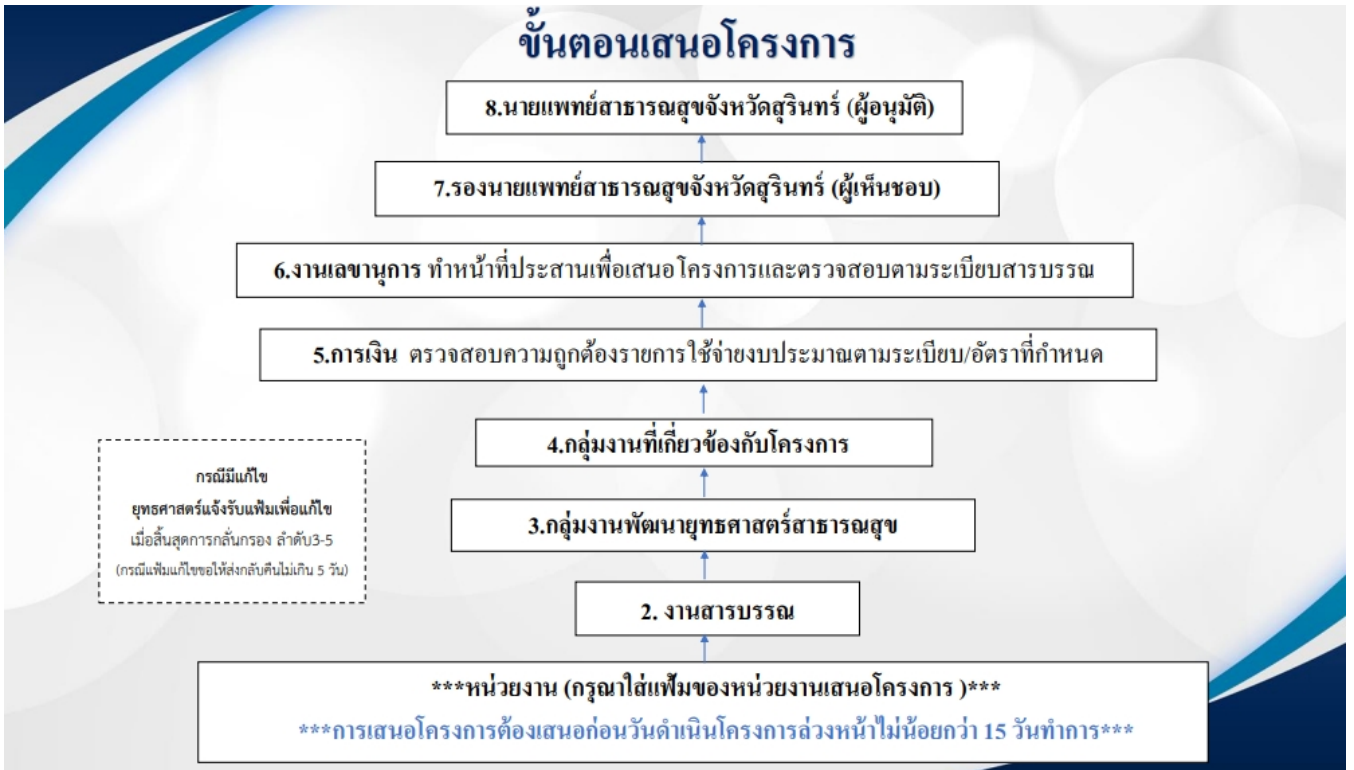 ขั้นตอนเสนอโครงการ
8.นายแพทย์สาธารณสุขจังหวัดสุรินทร์ (ผู้อนุมัติ)
7.รองนายแพทย์สาธารณสุขจังหวัดสุรินทร์ (ผู้เห็นชอบ)
6.งานเลขานุการ ทำหน้าที่ประสานเพื่อเสนอโครงการและตรวจสอบตามระเบียบสารบรรณ
5.การเงิน ตรวจสอบความถูกต้องรายการใช้จ่ายงบประมาณตามระเบียบ/อัตราที่กำหนด
4.กลุ่มงานที่เกี่ยวข้องกับโครงการ
กรณีมีแก้ไข
ยุทธศาสตร์แจ้งรับแฟ้มเพื่อแก้ไข
เมื่อสิ้นสุดการกลั่นกรอง ลำดับ3-5
(กรณีแฟ้มแก้ไขขอให้ส่งกลับคืนไม่เกิน 5 วัน)
3.กลุ่มงานพัฒนายุทธศาสตร์สาธารณสุข
2. งานสารบรรณ
***หน่วยงาน (กรุณาใส่แฟ้มของหน่วยงานเสนอโครงการ )***
***การเสนอโครงการต้องเสนอก่อนวันดำเนินโครงการล่วงหน้าไม่น้อยกว่า 15 วันทำการ***